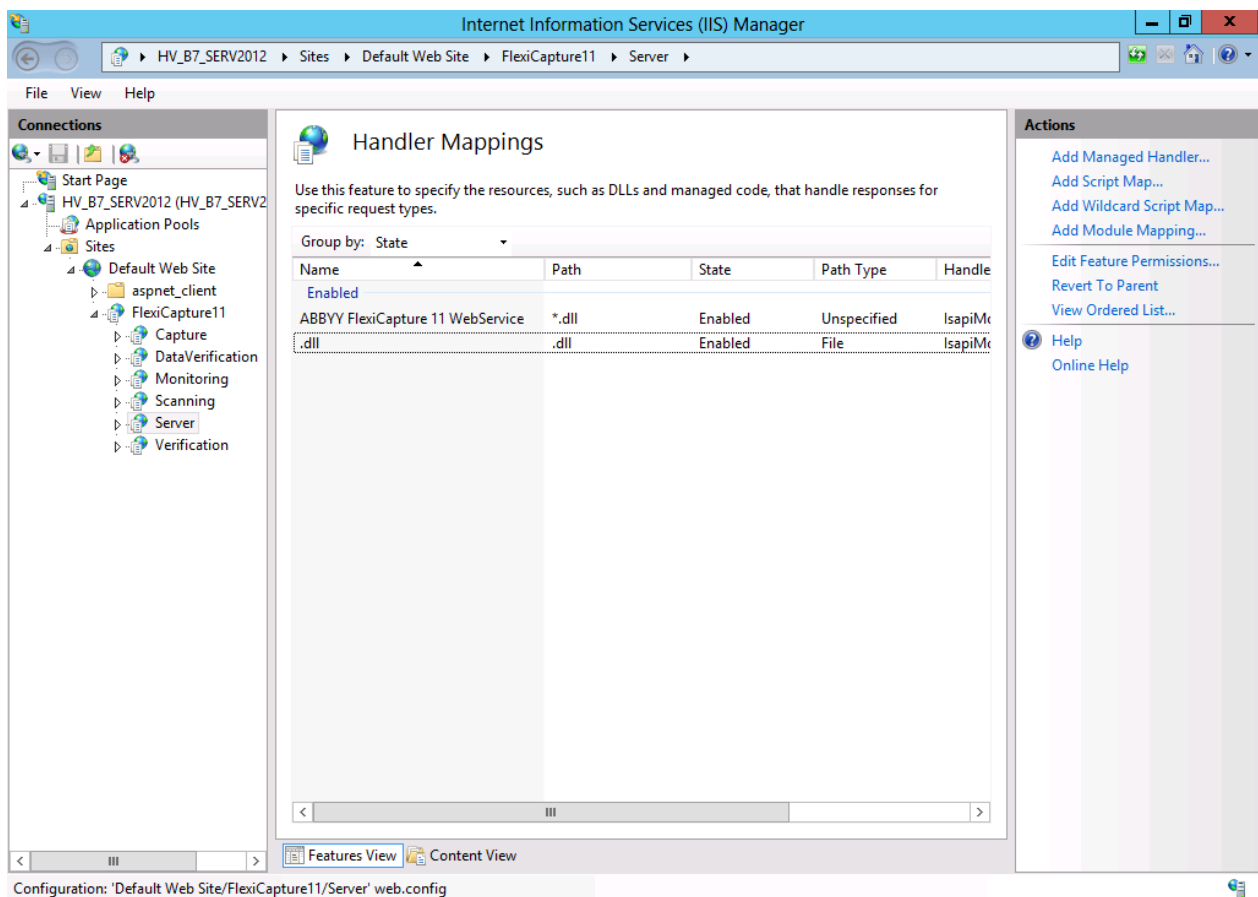 Internet Information Services (IIS) Manager
HV_B7_SERV2012 Sites Default Web Site FlexiCapture11 Server
File View Help
Connections
Start Page
HV_B7_SERV2012 (HV_B7_SERV2
Application Pools
Sites
Default Web Site
aspnet_client
FlexiCapture11
Capture
DataVerification
Monitoring
Scanning
Server
Verification
Handler Mappings
Use this feature to specify the resources, such as DLLs and managed code, that handle responses for
specific request types.
Group by: State
Name Path State Path Type Handle
Enabled
ABBYY FlexiCapture 11 WebService *.dll Enabled Unspecified IsapiMo
.dll .dll Enabled File IsapiMo
Features View Content View
Actions
Add Managed Handler...
Add Script Map...
Add Wildcard Script Map...
Add Module Mapping...
Edit Feature Permissions...
Revert To Parent
View Ordered List...
Help
Online Help
Configuration: 'Default Web Site/FlexiCapture11/Server' web.config